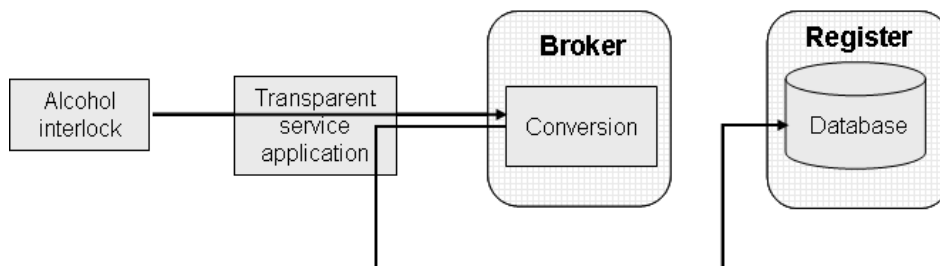 Broker
Register
Alcohol
interlock
Transparent
service
application
Conversion
Database